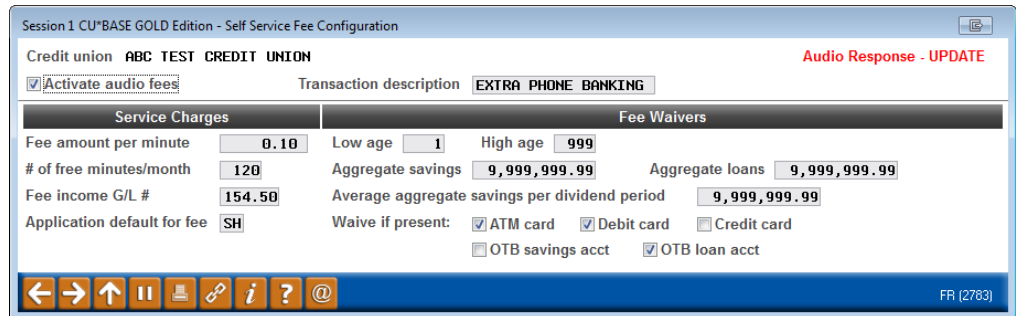 Session 1 CU*BASE GOLD Edition - Self Service Fee Configuration
Credit union ABC TEST CREDIT UNION Audio Response - UPDATE
Activate audio fees Transaction description EXTRA PHONE BANKING
Service Charges Fee Waivers
Fee amount per minute 0.10 Low age 1 High age 999
# of free minutes/month 120 Aggregate savings 9,999,999.99 Aggregate loans 9,999,999.99
Fee income G/L # 154.50 Average aggregate savings per dividend period 9,999,999.99
Application default for fee SH Waive if present: ATM card Debit card Credit card
OTB savings acct OTB loan acct
i ? @ FR (2783)